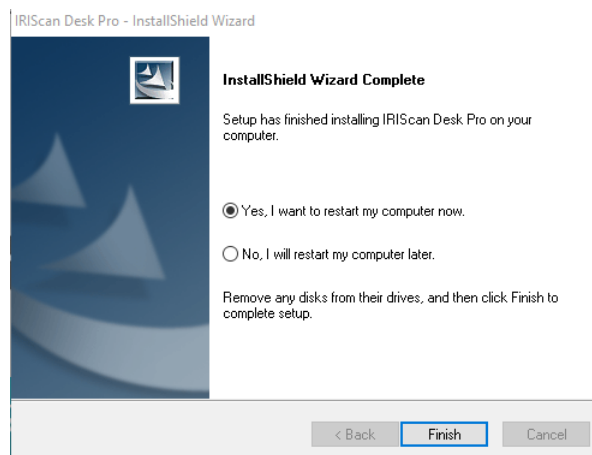 IRIScan Desk Pro - InstallShield Wizard
InstallShield Wizard Complete
Setup has finished installing IRIScan Desk Pro on your
computer.
Yes, I want to restart my computer now.
No, I will restart my computer later.
Remove any disks from their drives, and then click Finish to
complete setup.
< Back Finish Cancel